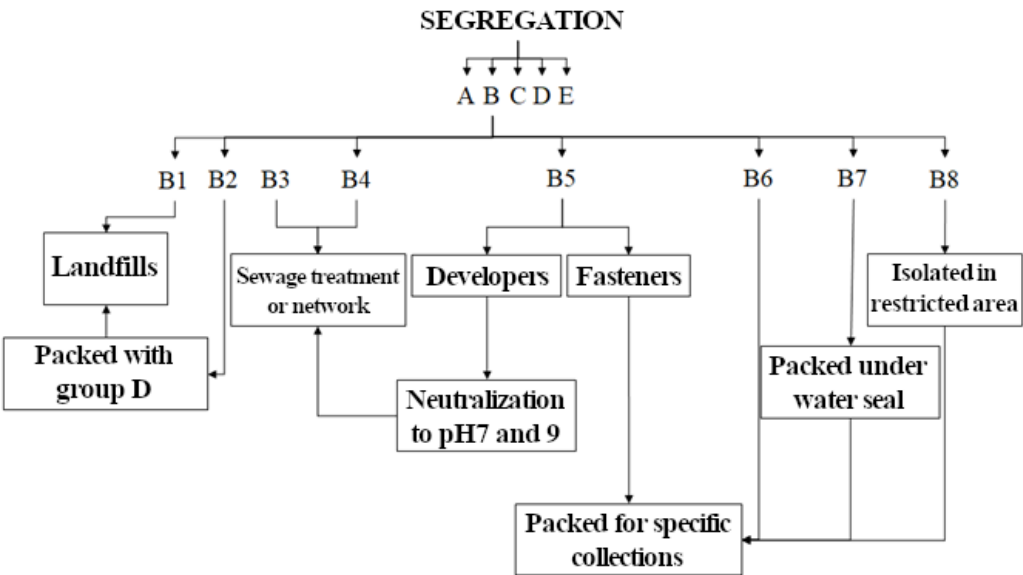 SEGREGATION
A B C D E
B1 B2 B3 B4 B5 B6 B7 B8
Landfills
Sewage treatment
or network
Developers
Fasteners
Isolated in
restricted area
Packed with
group D
Packed under
water seal
Neutralization
to pH7 and 9
Packed for specific
collections